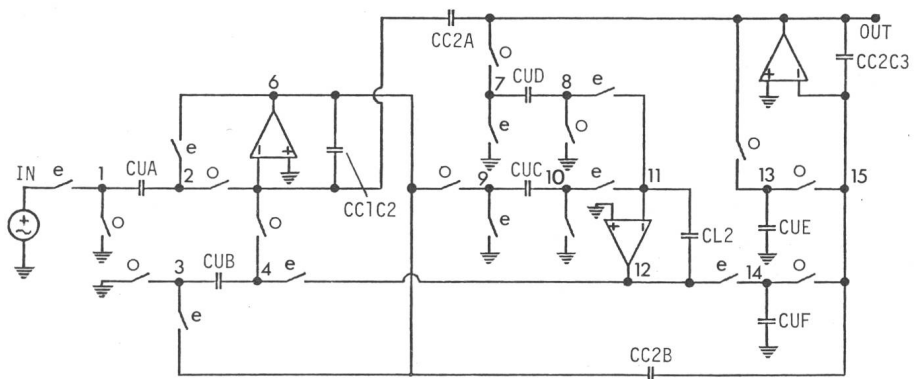 CC2A
OUT
CC2C3
6
7
CUD
8
e
e
e
o
o
o
CC1C2
IN
e
1
CUA
2
o
o
o
o
9
CUC
10
e
11
13
o
15
e
o
o
CL2
CUE
o
3
CUB
4
e
12
e
14
o
e
CUF
CC2B